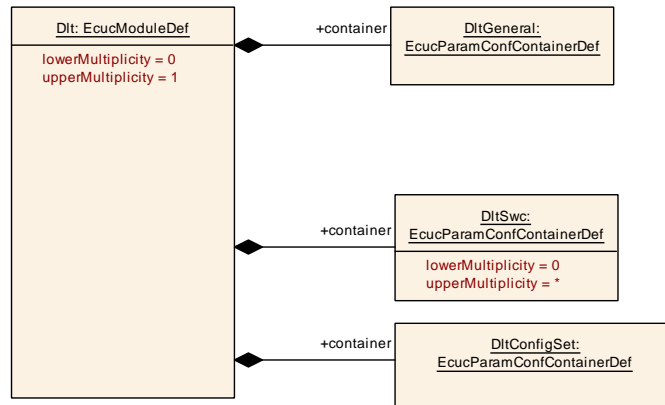 Dlt: EcucModuleDef
lowerMultiplicity = 0
upperMultiplicity = 1
+container
DltGeneral:
EcucParamConfContainerDef
+container
DltSwc:
EcucParamConfContainerDef
lowerMultiplicity = 0
upperMultiplicity = *
+container
DltConfigSet:
EcucParamConfContainerDef